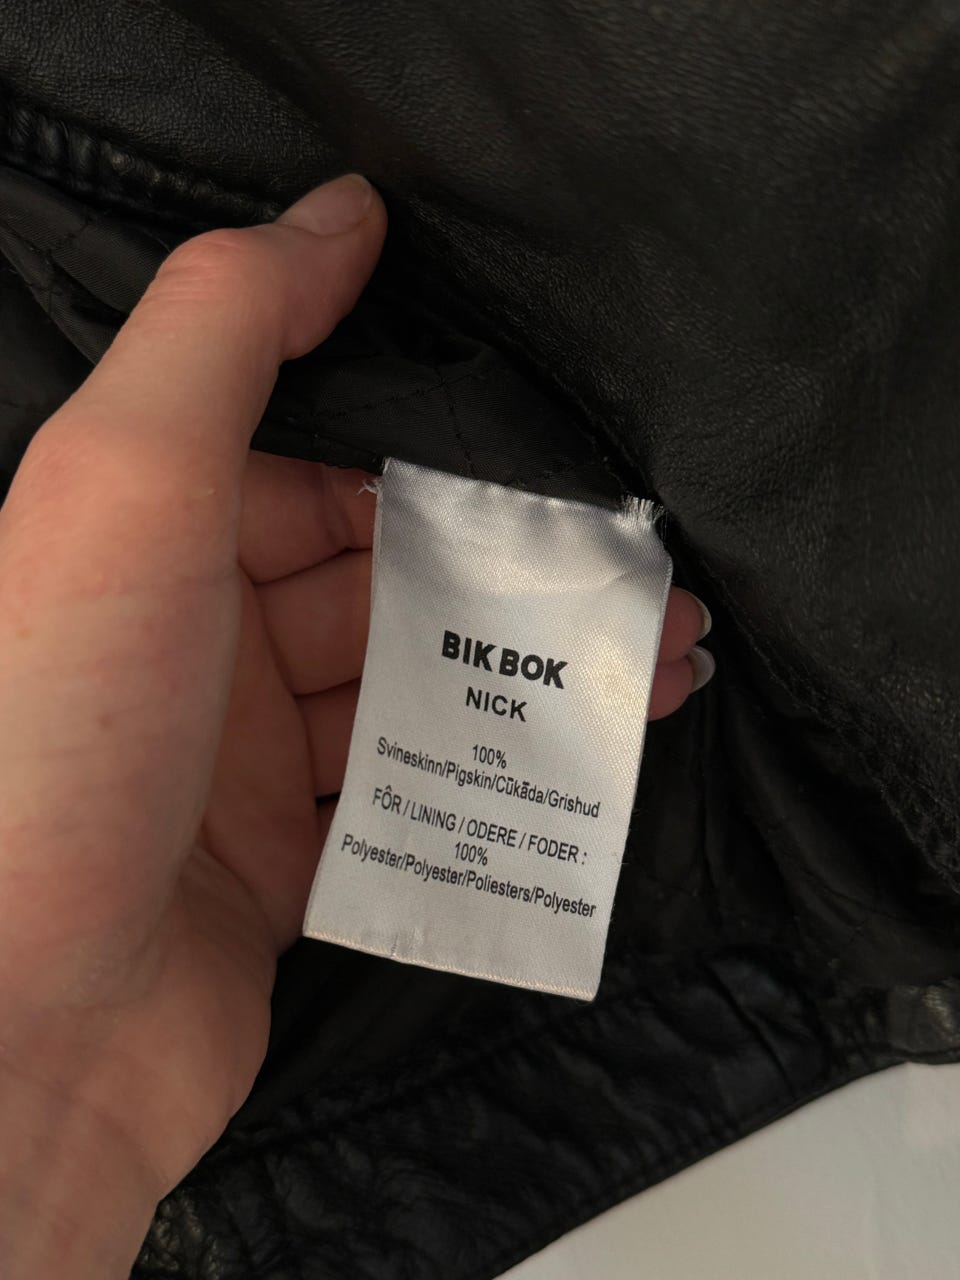 BIK BOK
NICK
100%
Svineskinn/Pigskin/Cūkāda/Grishud
FÔR / LINING / ODERE / FODER :
100%
Polyester/Polyester/Poliesters/Polyester